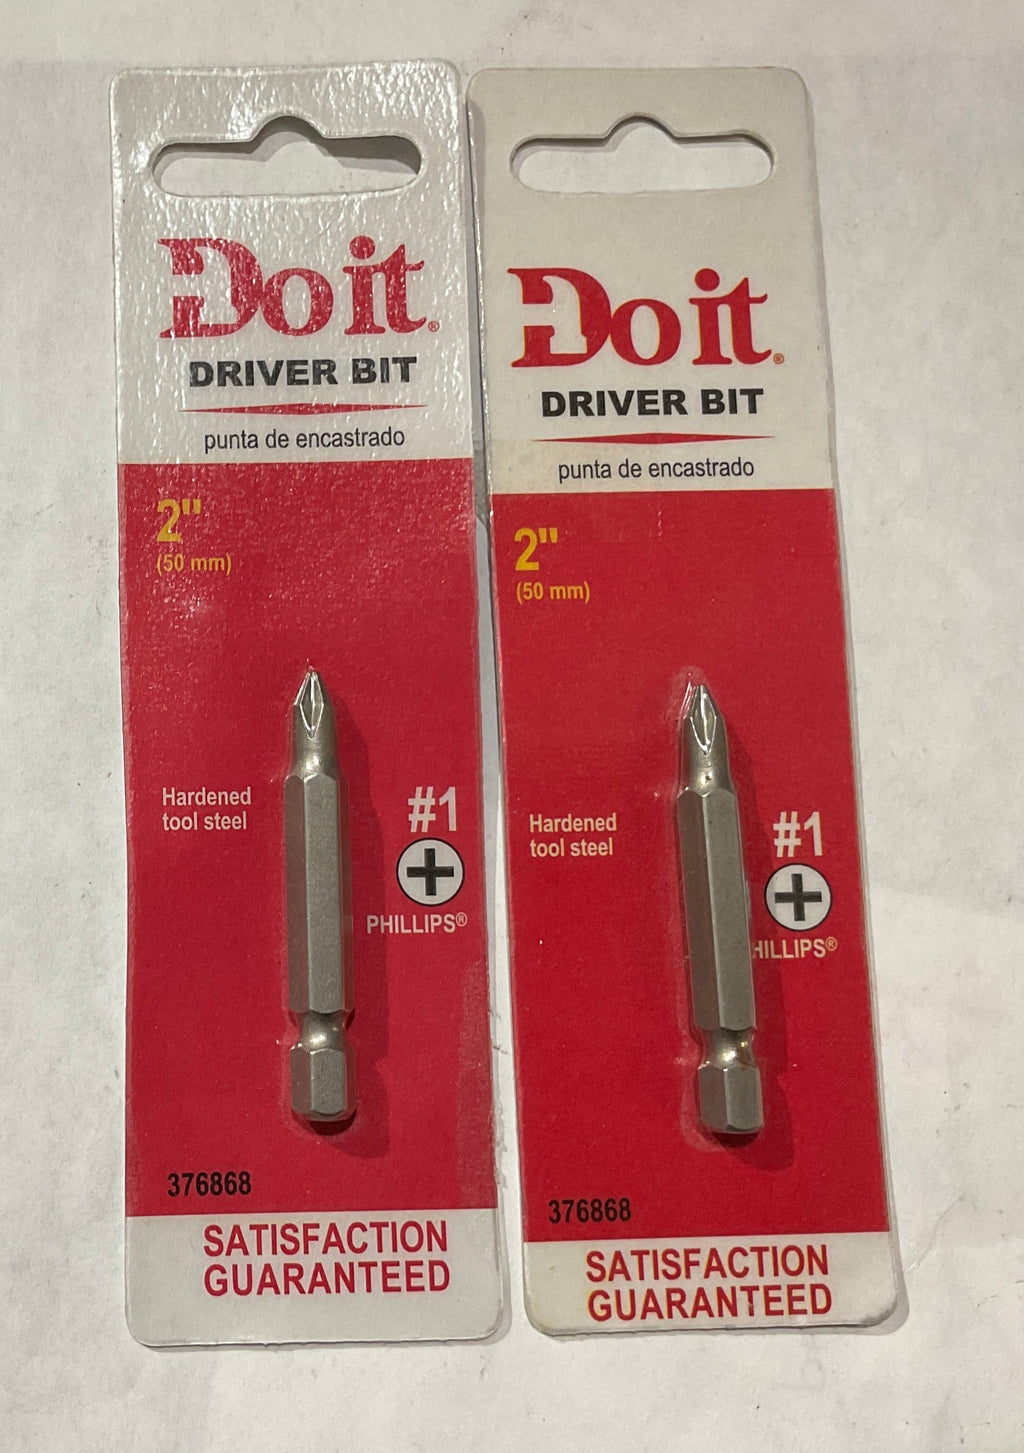 Do it®
DRIVER BIT
punta de encastrado
2"
(50 mm)
Hardened
tool steel
#1
PHILLIPS®
376868
SATISFACTION
GUARANTEED
Do it®
DRIVER BIT
punta de encastrado
2"
(50 mm)
Hardened
tool steel
#1
HILLIPS®
376868
SATISFACTION
GUARANTEED